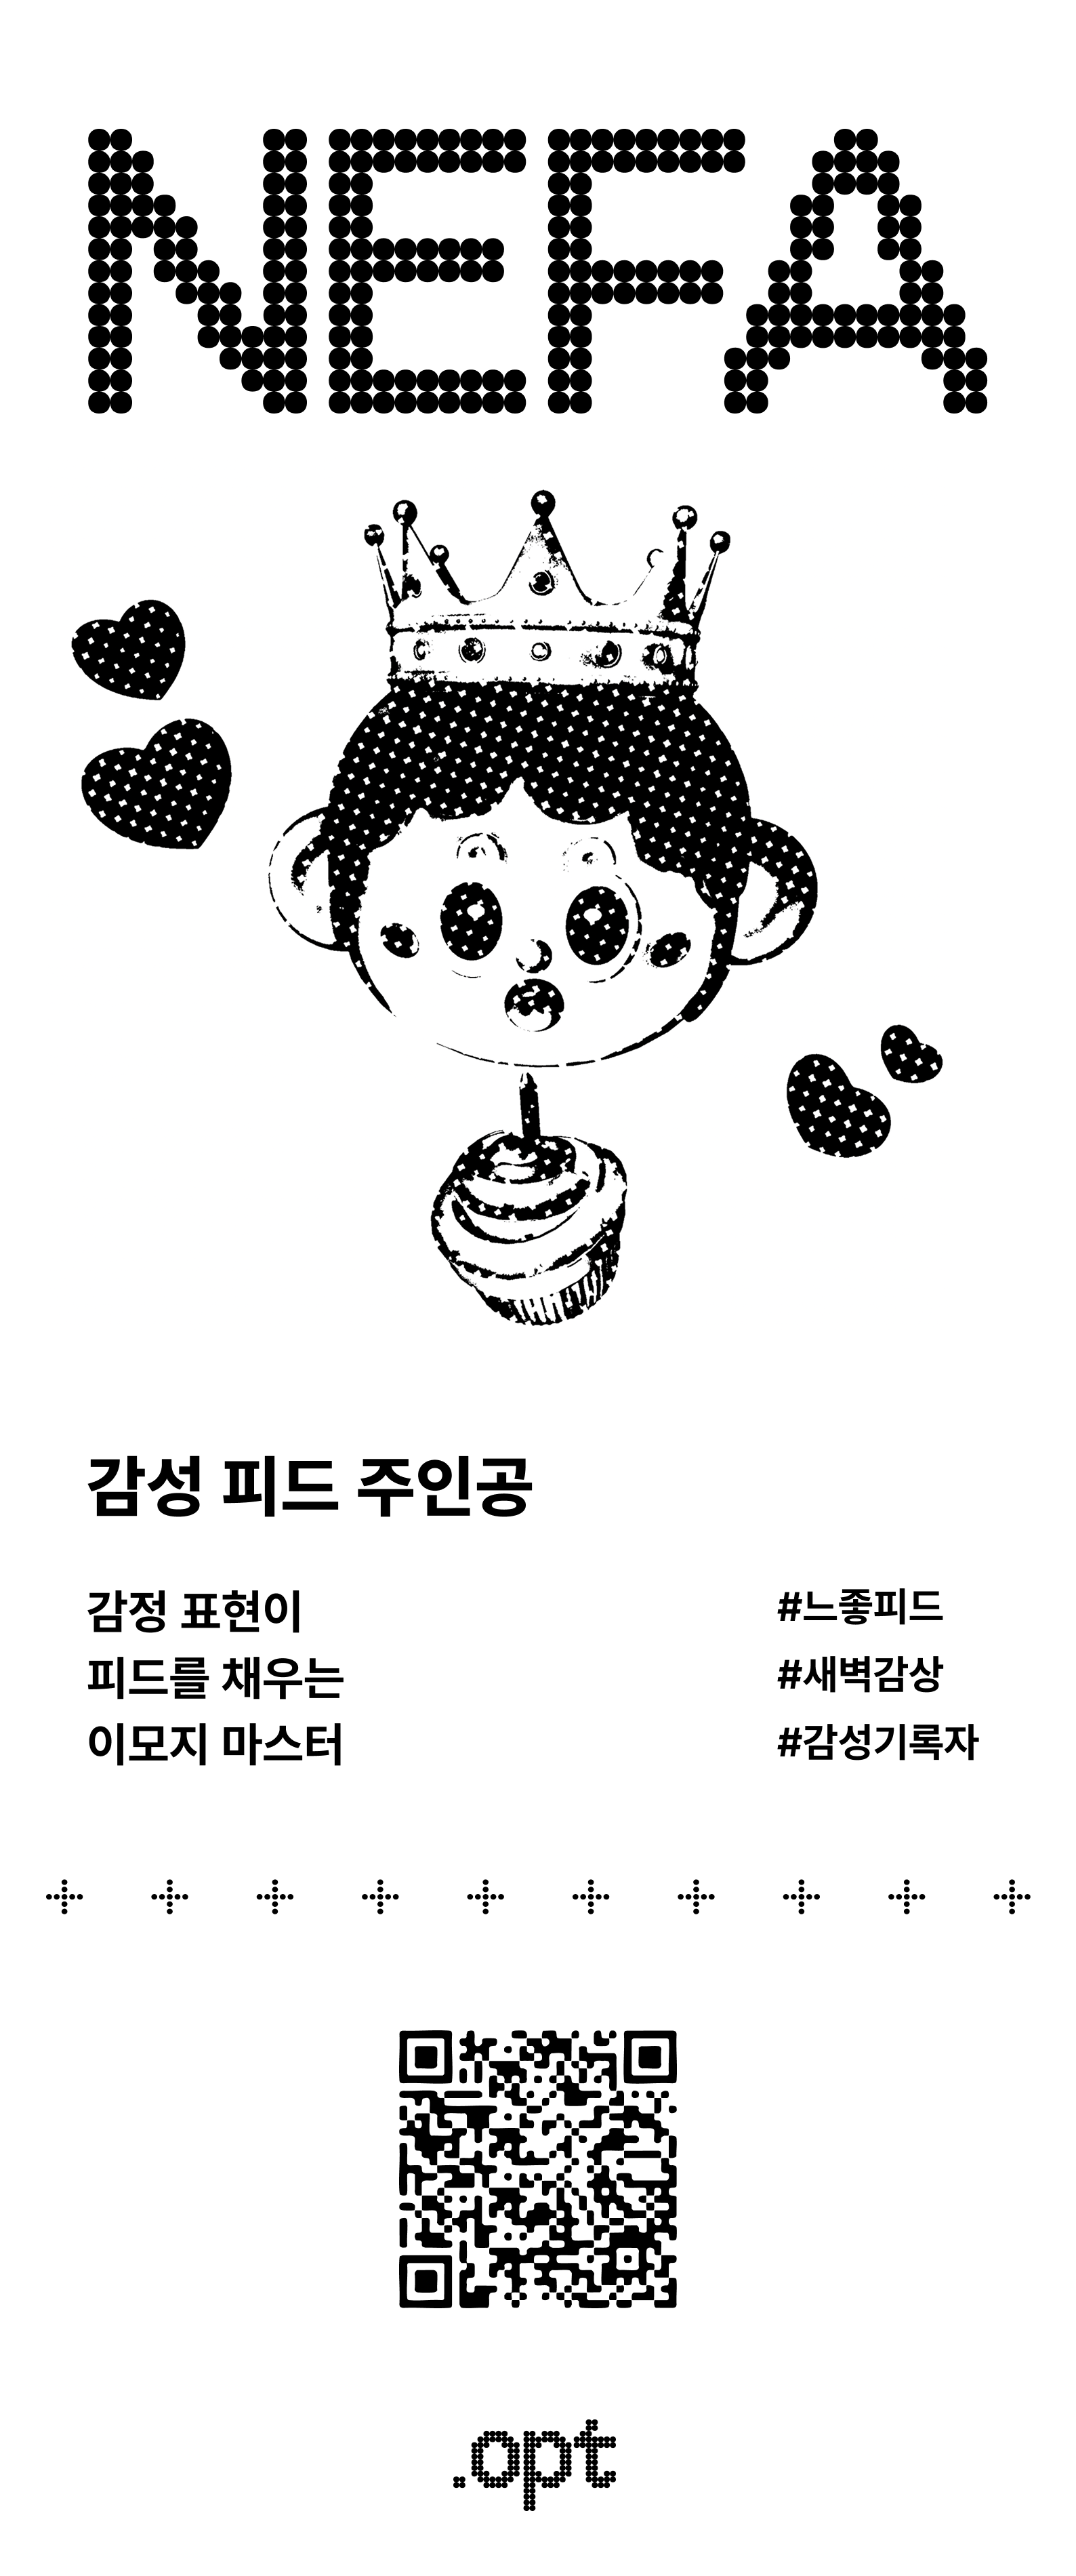 NEFA
감성 피드 주인공
감정 표현이
피드를 채우는
이모지 마스터
#느좋피드
#새벽감상
#감성기록자
.opt